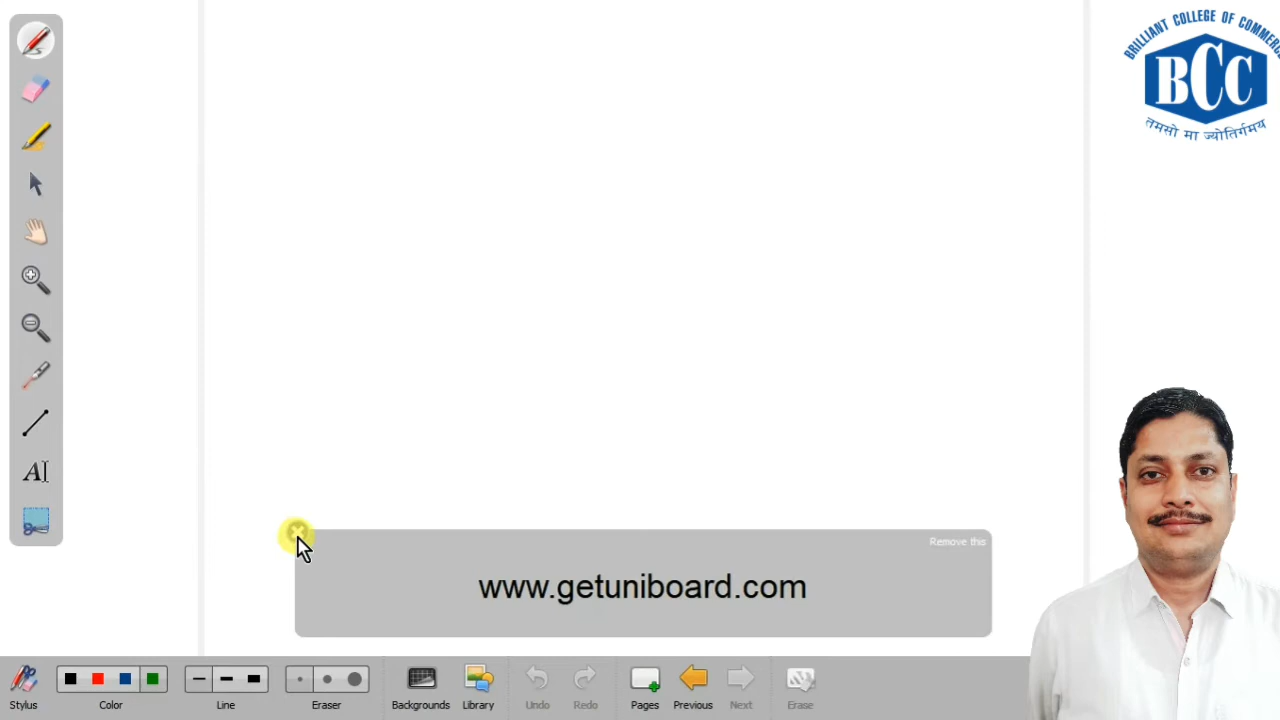 BRILLIANT COLLEGE OF COMMERCE
BCC
तमसो मा ज्योतिर्गमय
A
Remove this
www.getuniboard.com
Stylus
Color
Line
Eraser
Backgrounds
Library
Undo
Redo
Pages
Previous
Next
Erase